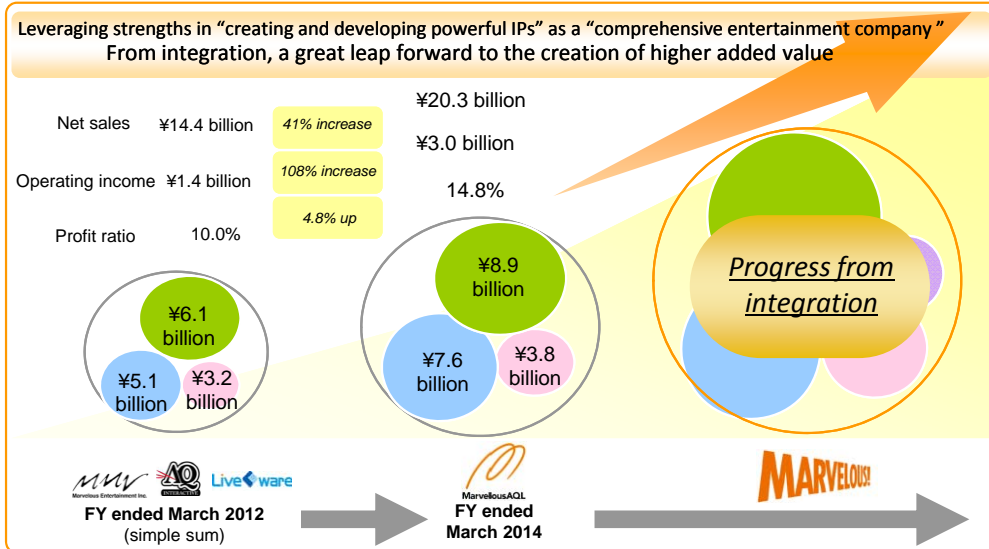 Leveraging strengths in “creating and developing powerful IPs” as a “comprehensive entertainment company ”
From integration, a great leap forward to the creation of higher added value
Net sales ¥14.4 billion 41% increase ¥20.3 billion
Operating income ¥1.4 billion 108% increase ¥3.0 billion
Profit ratio 10.0% 4.8% up 14.8%
¥6.1
billion
¥5.1
billion
¥3.2
billion
¥8.9
billion
¥7.6
billion
¥3.8
billion
Progress from
integration
Marvelous Entertainment Inc.
AQ
INTERACTIVE
Liveware
FY ended March 2012
(simple sum)
MarvellousAQL
FY ended
March 2014
MARVELOUS!